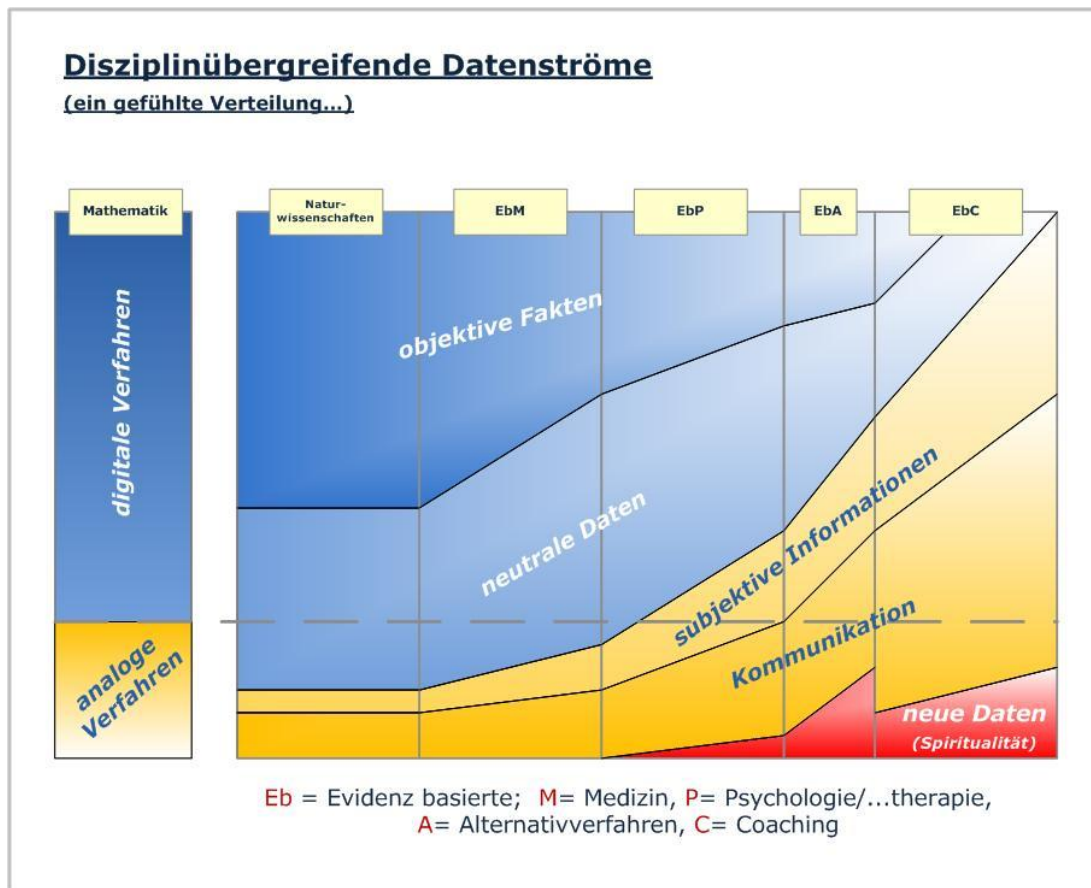 Disziplinübergreifende Datenströme
(ein gefühlte Verteilung...)
Mathematik
Natur-
wissenschaften
EbM
EbP
EbA
EbC
digitale Verfahren
analoge
Verfahren
objektive Fakten
neutrale Daten
subjektive Informationen
Kommunikation
neue Daten
(Spiritualität)
Eb = Evidenz basierte; M= Medizin, P= Psychologie/...therapie,
A= Alternativverfahren, C= Coaching